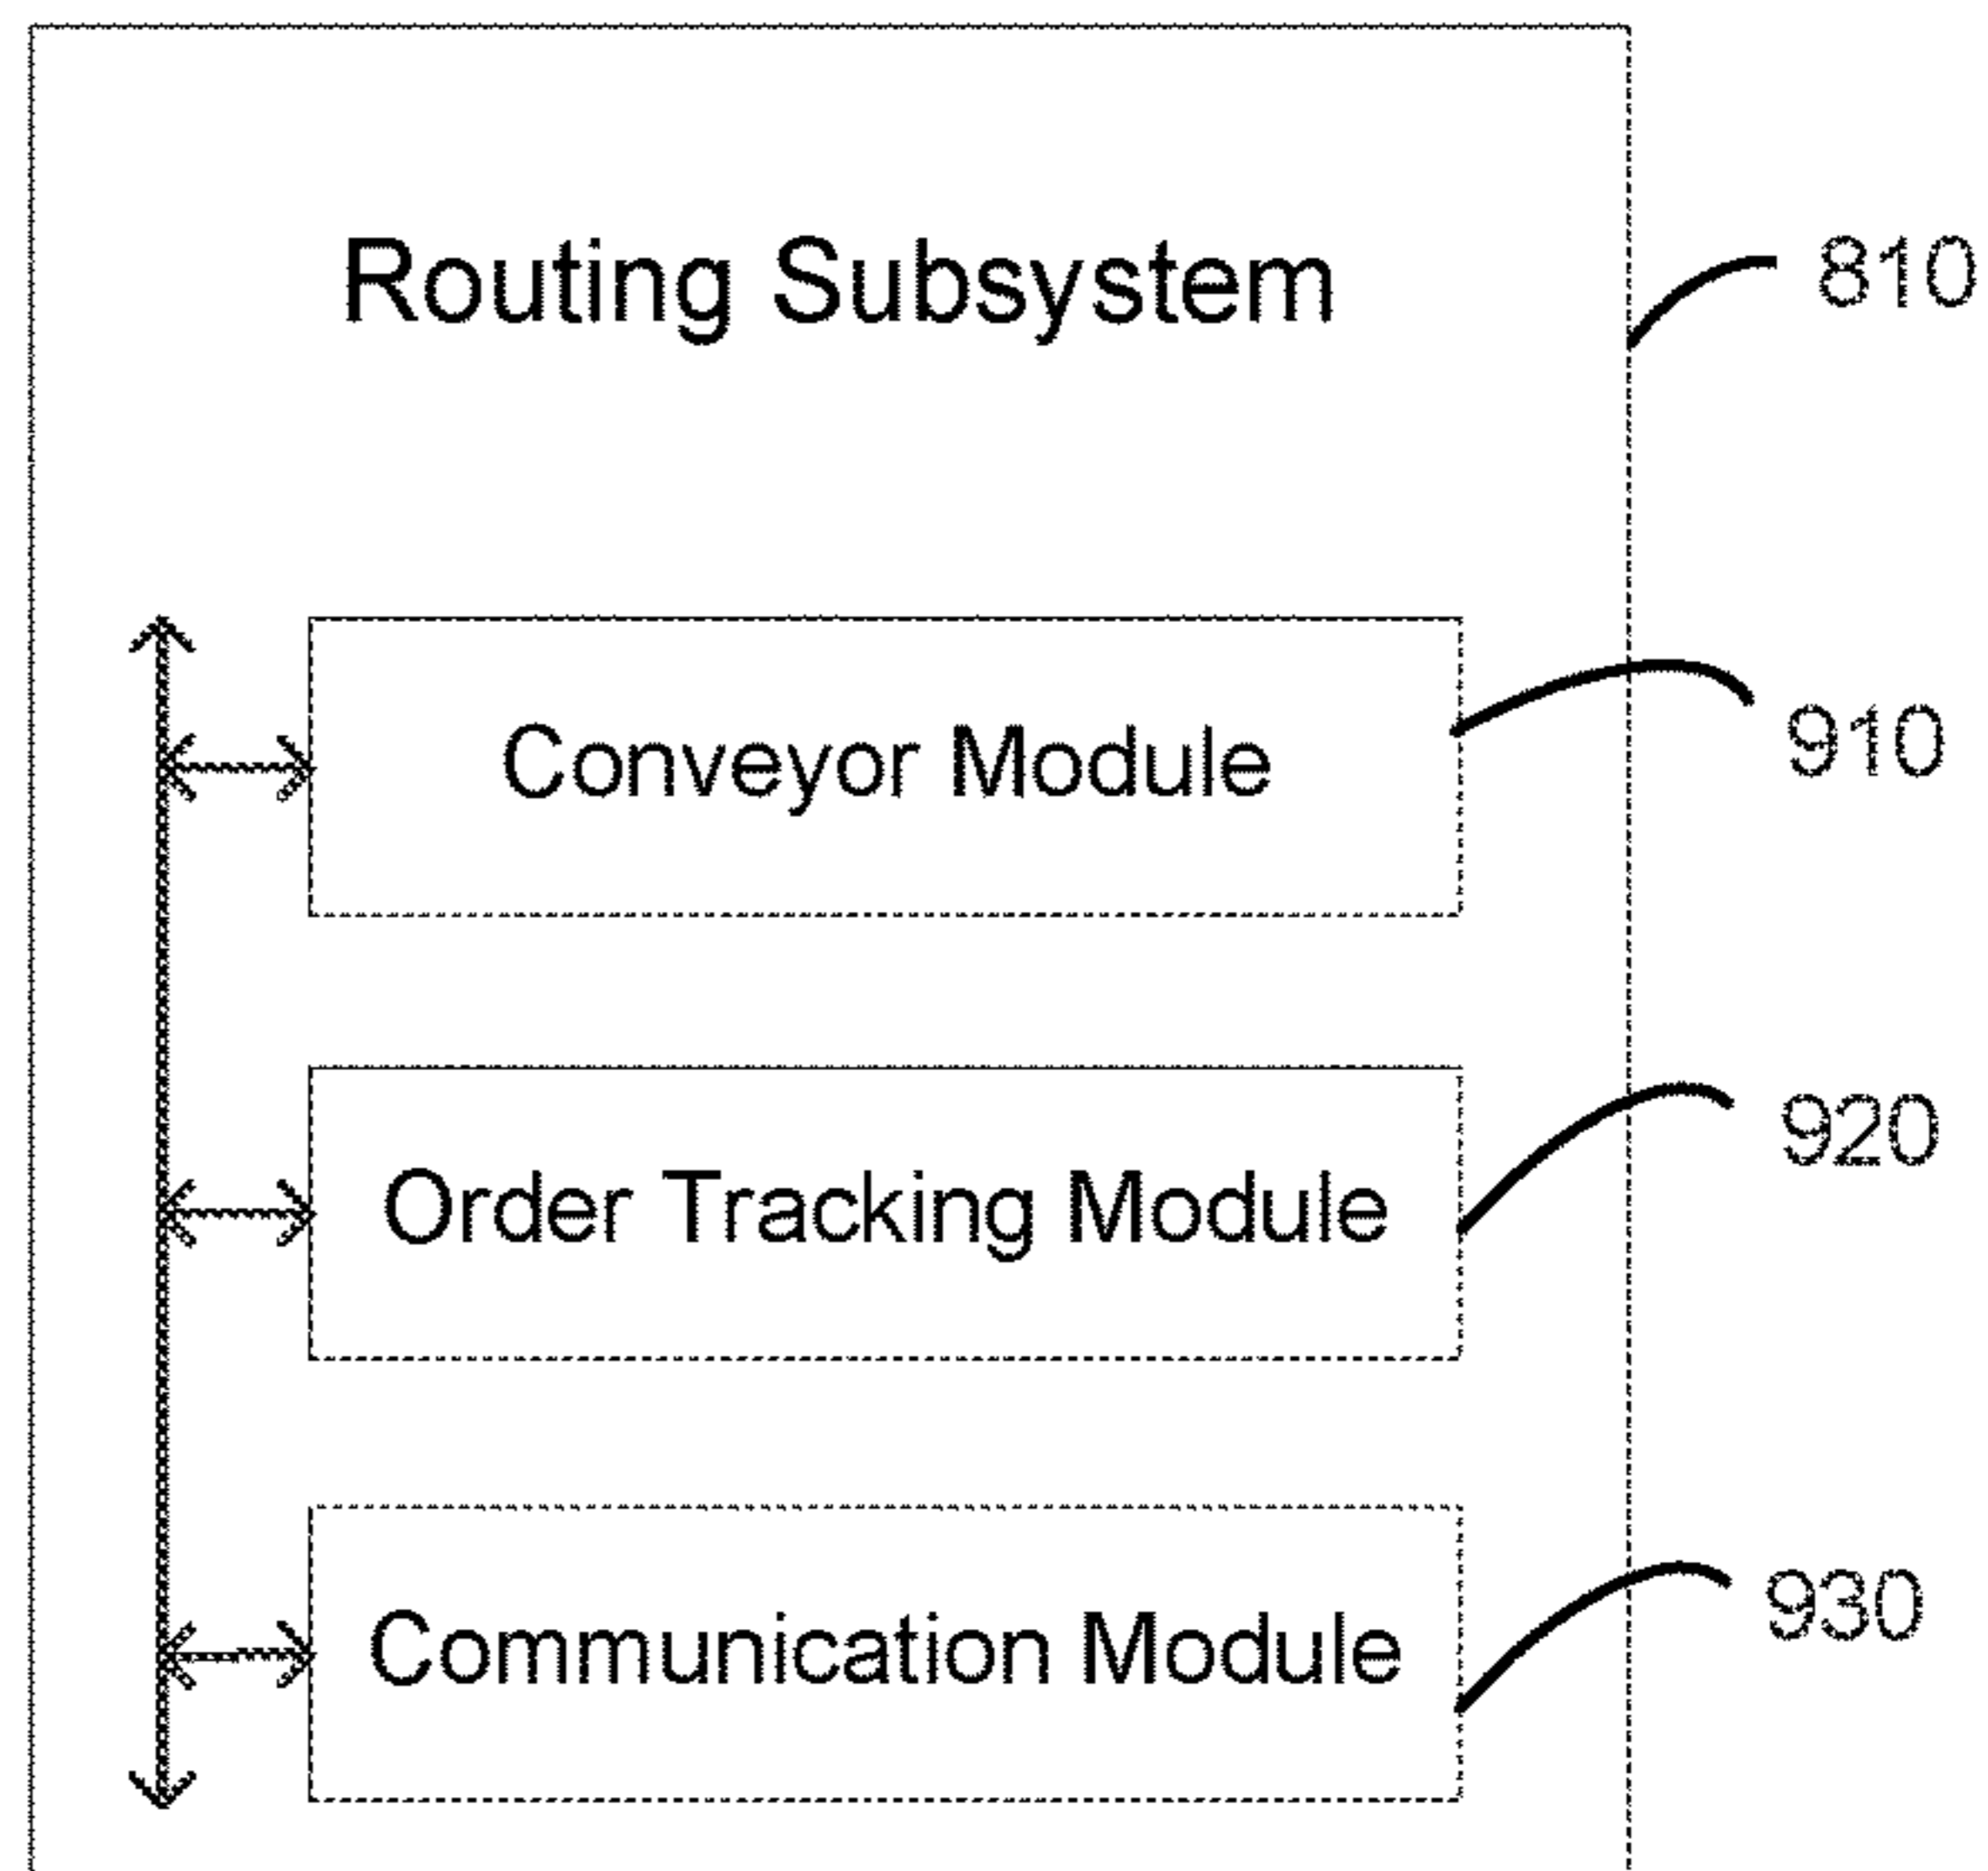 Routing Subsystem
810
Conveyor Module
910
Order Tracking Module
920
Communication Module
930